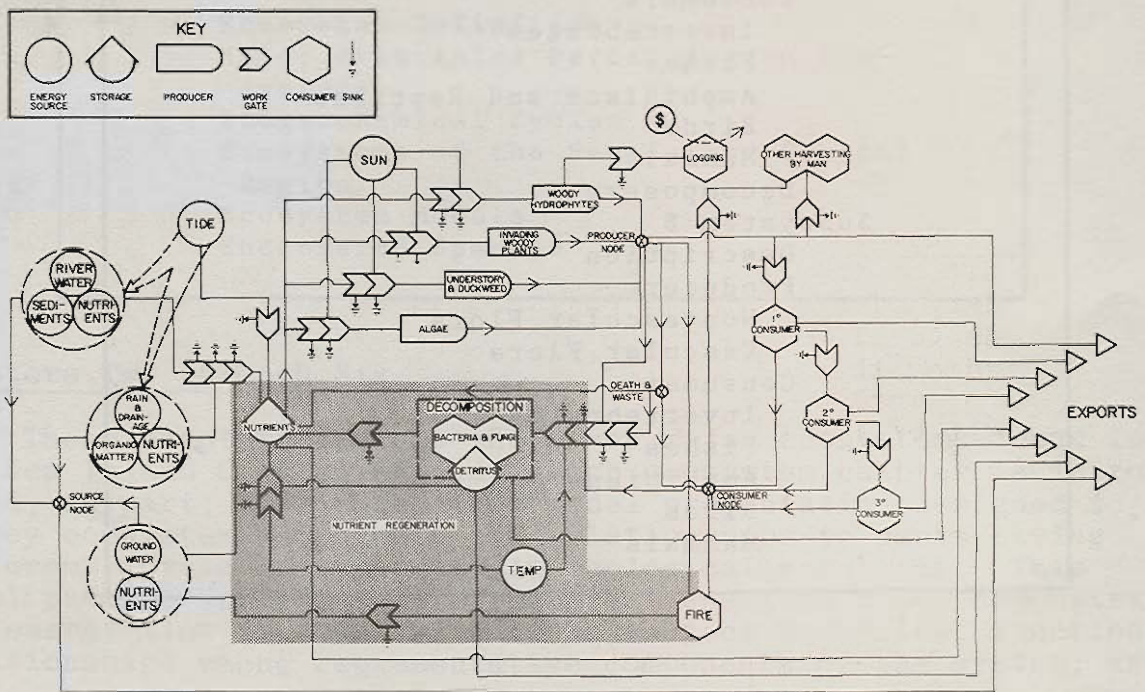 KEY
ENERGY
SOURCE
STORAGE
PRODUCER
WORK
GATE
CONSUMER
SINK
$
SUN
LOGGING
OTHER HARVESTING
BY MAN
WOODY
HYDROPHYTES
TIDE
INVADING
WOODY
PLANTS
PRODUCER
NODE
RIVER
WATER
SEDI-
MENTS
NUTRI-
ENTS
UNDERSTORY
& DUCKWEED
ALGAE
1°
CONSUMER
RAIN
&
DRAIN-
AGE
ORGANIC
MATTER
NUTRI-
ENTS
NUTRIENTS
DECOMPOSITION
BACTERIA & FUNGI
DETRITUS
DEATH &
WASTE
2°
CONSUMER
EXPORTS
SOURCE
NODE
CONSUMER
NODE
3°
CONSUMER
NUTRIENT REGENERATION
GROUND
WATER
NUTRI-
ENTS
TEMP
FIRE